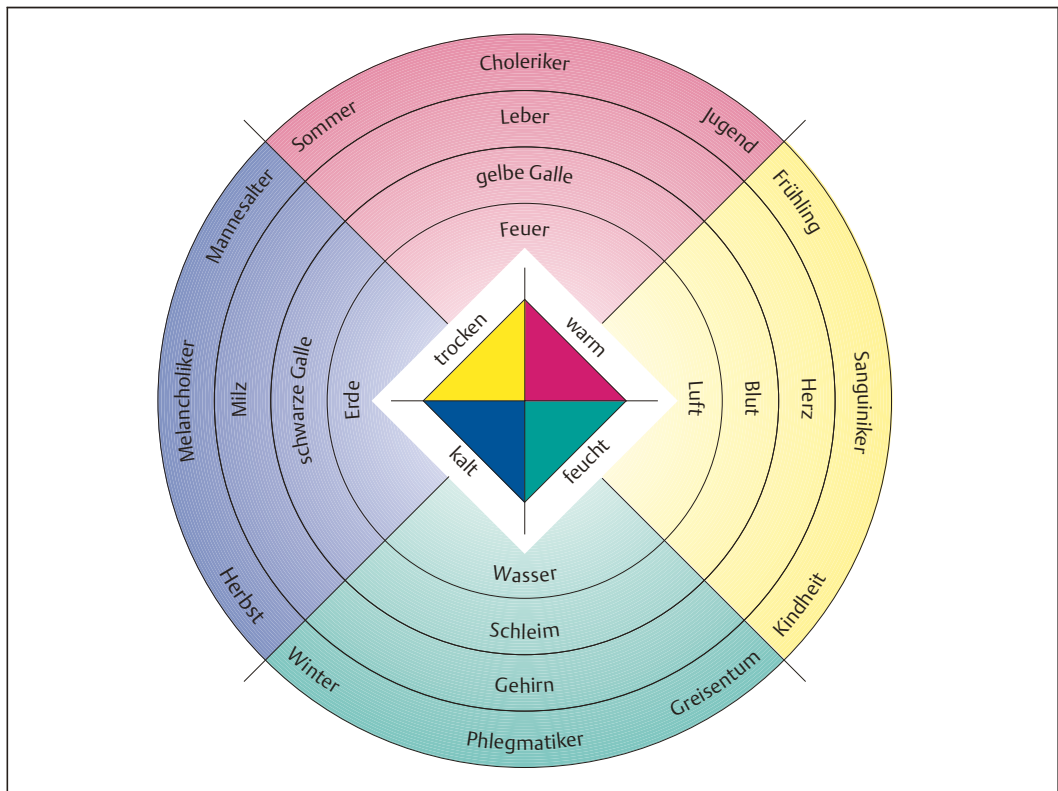 Choleriker
Sommer
Jugend
Leber
gelbe Galle
Feuer
Mannesalter
Melancholiker
Herbst
Milz
schwarze Galle
Erde
trocken
warm
kalt
feucht
Luft
Blut
Herz
Sanguiniker
Frühling
Kindheit
Wasser
Schleim
Gehirn
Winter
Greisentum
Phlegmatiker